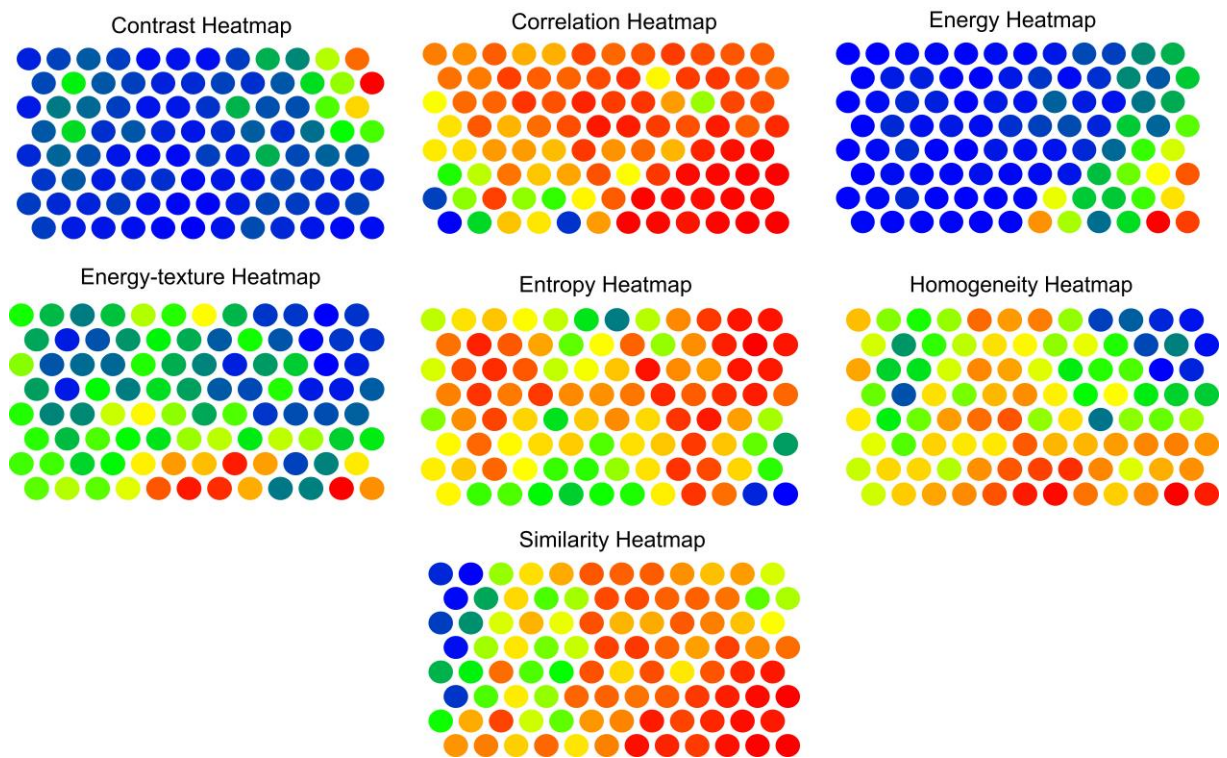 Contrast Heatmap
Correlation Heatmap
Energy Heatmap
Energy-texture Heatmap
Entropy Heatmap
Homogeneity Heatmap
Similarity Heatmap